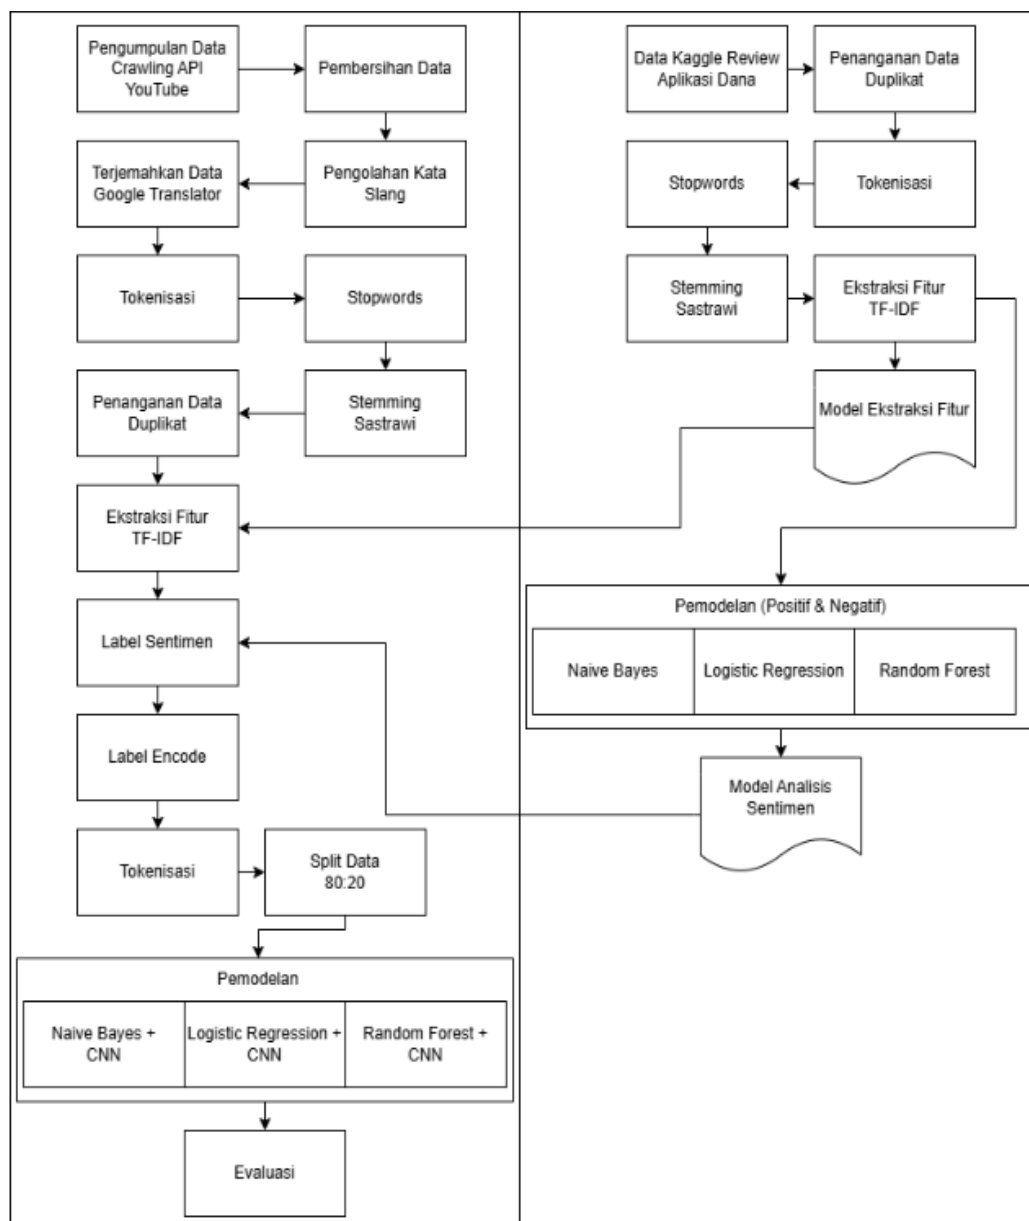 Pengumpulan Data
Crawling API
YouTube
Pembersihan Data
Terjemahkan Data
Google Translator
Pengolahan Kata
Slang
Tokenisasi
Stopwords
Penanganan Data
Duplikat
Stemming
Sastrawi
Ekstraksi Fitur
TF-IDF
Label Sentimen
Label Encode
Tokenisasi
Split Data
80:20
Pemodelan
Naive Bayes +
CNN
Logistic Regression +
CNN
Random Forest +
CNN
Evaluasi
Data Kaggle Review
Aplikasi Dana
Penanganan Data
Duplikat
Stopwords
Tokenisasi
Stemming
Sastrawi
Ekstraksi Fitur
TF-IDF
Model Ekstraksi Fitur
Pemodelan (Positif & Negatif)
Naive Bayes
Logistic Regression
Random Forest
Model Analisis
Sentimen